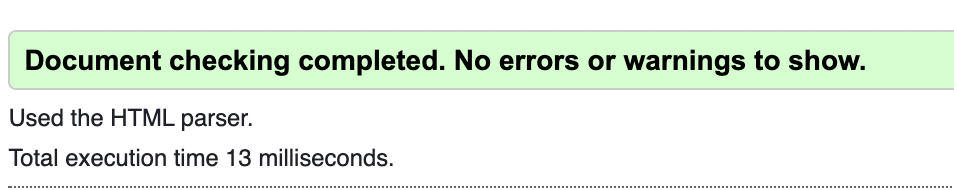 Document checking completed. No errors or warnings to show.
Used the HTML parser.
Total execution time 13 milliseconds.